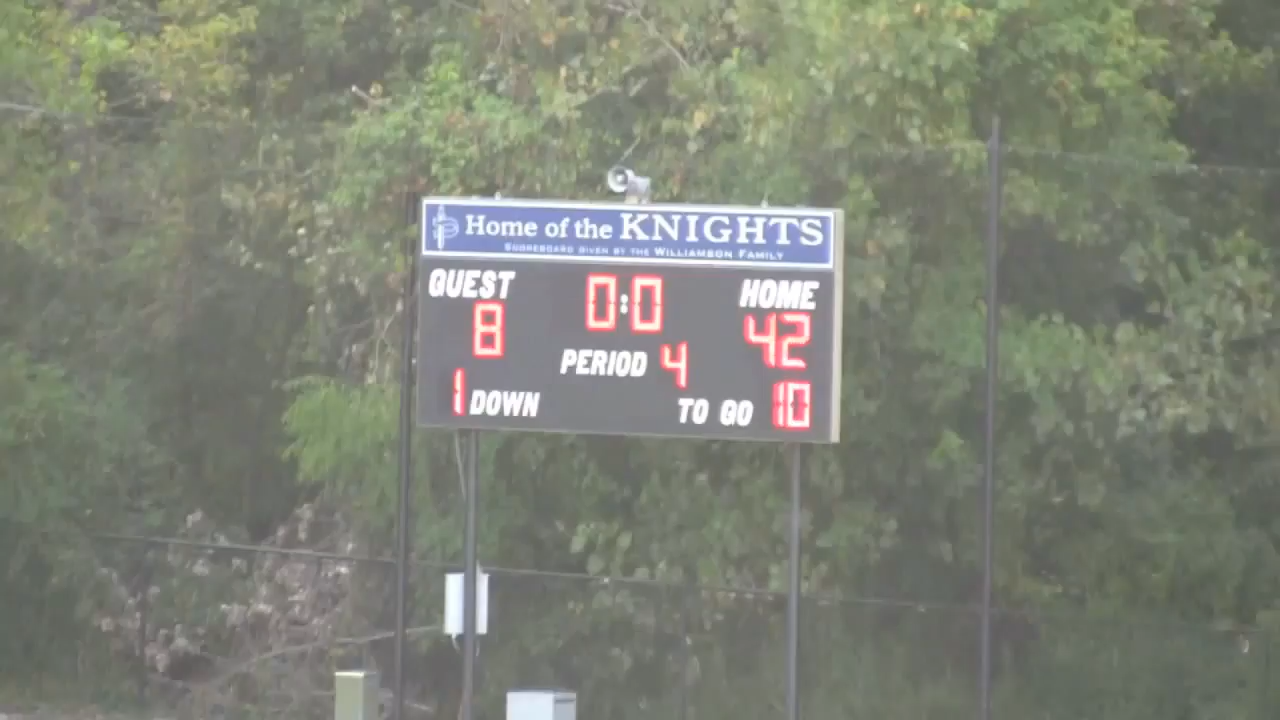 Home of the KNIGHTS
SCOREBOARD GIVEN BY THE WILLIAMSON FAMILY
GUEST 0:0 HOME
8 42
PERIOD 4
1 DOWN TO GO 10